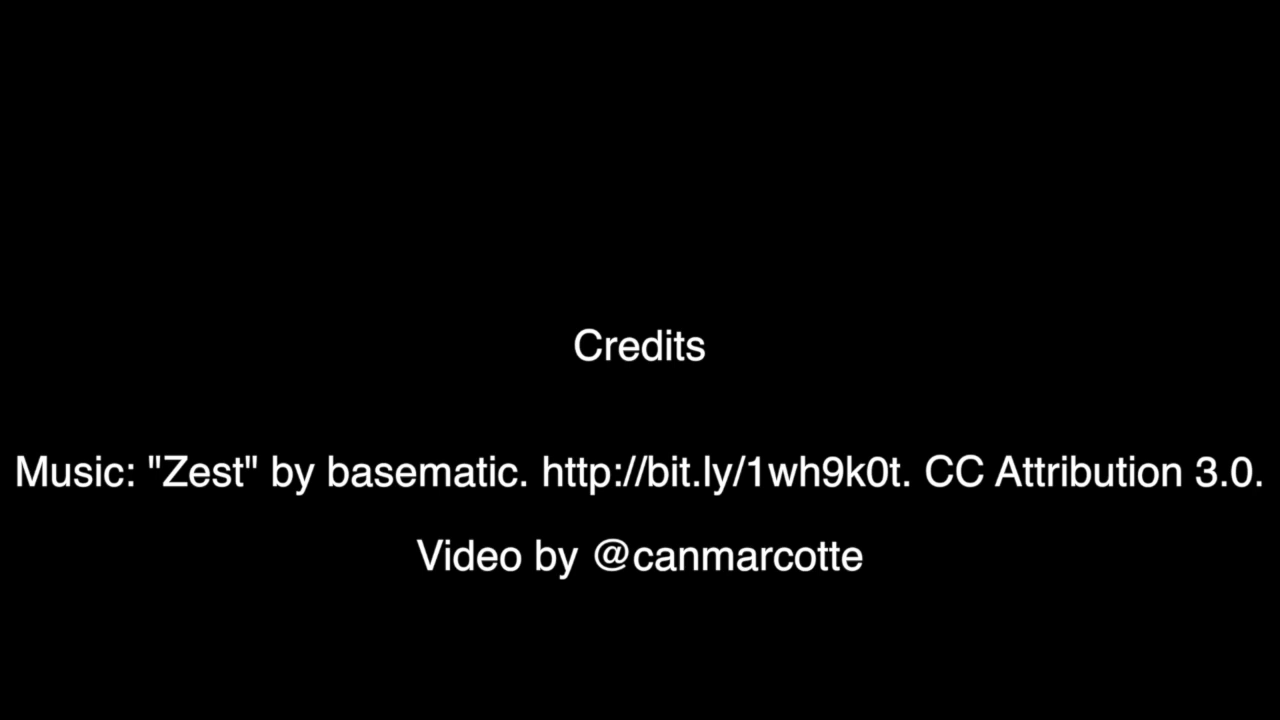 Credits
Music: "Zest" by basematic. http://bit.ly/1wh9k0t. CC Attribution 3.0.
Video by @canmarcotte